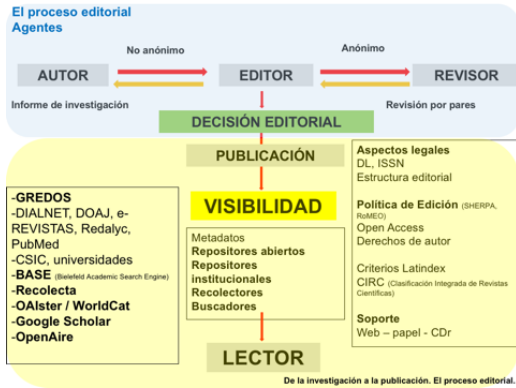 El proceso editorial
Agentes
No anónimo
Anónimo
AUTOR
EDITOR
REVISOR
Informe de investigación
Revisión por pares
DECISIÓN EDITORIAL
PUBLICACIÓN
VISIBILIDAD
Metadatos
Repositores abiertos
Repositores
institucionales
Recolectores
Buscadores
LECTOR
-GREDOS
-DIALNET, DOAJ, e-
REVISTAS, Redalyc,
PubMed
-CSIC, universidades
-BASE (Bielefeld Academic Search Engine)
-Recolecta
-OAIster / WorldCat
-Google Scholar
-OpenAire
Aspectos legales
DL, ISSN
Estructura editorial
Política de Edición (SHERPA,
RoMEO)
Open Access
Derechos de autor
Criterios Latindex
CIRC (Clasificación Integrada de Revistas
Científicas)
Soporte
Web – papel - CDr
De la investigación a la publicación. El proceso editorial.